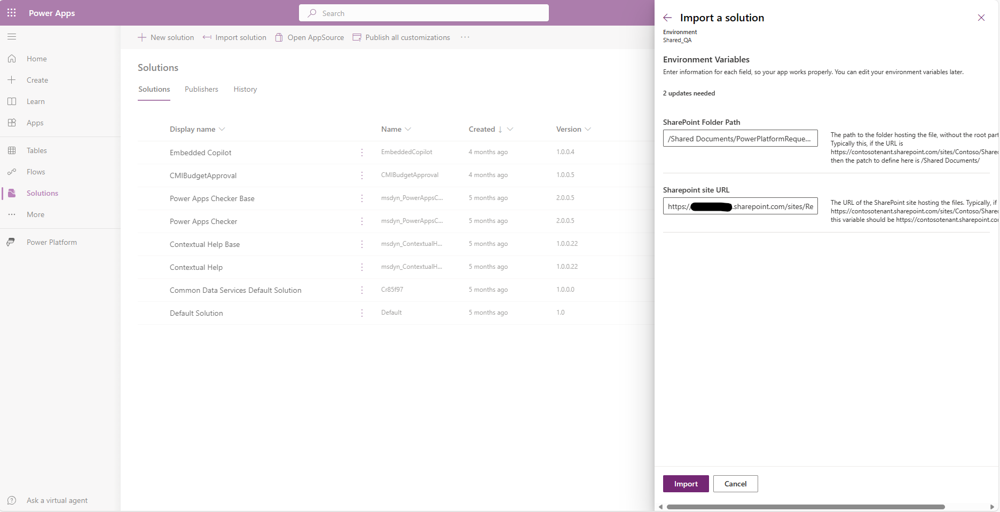 Power Apps
Search
Home
Create
Learn
Apps
Tables
Flows
Solutions
More
Power Platform
Ask a virtual agent
New solution
Import solution
Open AppSource
Publish all customizations
Solutions
Solutions
Publishers
History
Display name
Name
Created
Version
Embedded Copilot
EmbeddedCopilot
4 months ago
1.0.0.4
CMIBudgetApproval
CMIBudgetApproval
4 months ago
1.0.0.5
Power Apps Checker Base
msdyn_PowerAppsC...
5 months ago
2.0.0.5
Power Apps Checker
msdyn_PowerAppsC...
5 months ago
2.0.0.5
Contextual Help Base
msdyn_ContextualH...
5 months ago
1.0.0.22
Contextual Help
msdyn_ContextualH...
5 months ago
1.0.0.22
Common Data Services Default Solution
Cr85f97
5 months ago
1.0.0.0
Default Solution
Default
5 months ago
1.0
Import a solution
Environment
Shared_QA
Environment Variables
Enter information for each field, so your app works properly. You can edit your environment variables later.
2 updates needed
SharePoint Folder Path
/Shared Documents/PowerPlatformReque...
The path to the folder hosting the file, without the root part
Typically this, if the URL is
https://contosotenant.sharepoint.com/sites/Contoso/Shared
then the patch to define here is /Shared Documents/
Sharepoint site URL
https:/ .sharepoint.com/sites/Re
The URL of the SharePoint site hosting the files. Typically, if
https://contosotenant.sharepoint.com/sites/Contoso/Shared
this variable should be https://contosotenant.sharepoint.co
Import
Cancel